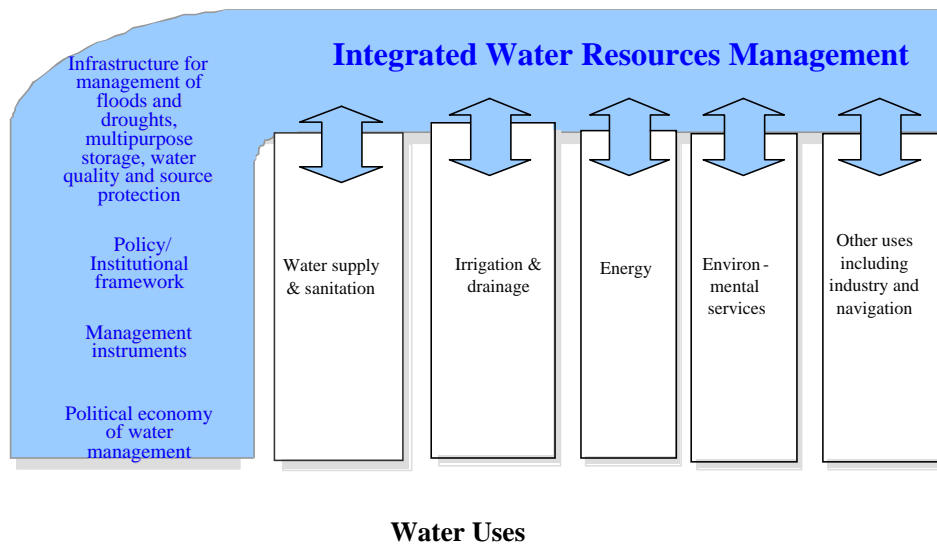 Integrated Water Resources Management
Infrastructure for
management of
floods and
droughts,
multipurpose
storage, water
quality and source
protection
Policy/
Institutional
framework
Management
instruments
Political economy
of water
management
Water supply
& sanitation
Irrigation &
drainage
Energy
Environ -
mental
services
Other uses
including
industry and
navigation
Water Uses